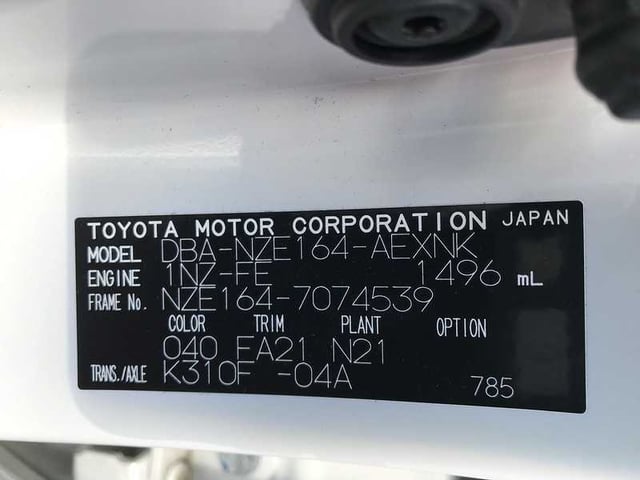 TOYOTA MOTOR CORPORATION JAPAN
MODEL DBA-NZE164-AEXNK
ENGINE 1NZ-FE 1496 mL
FRAME No. NZE164-7074539
COLOR TRIM PLANT OPTION
040 FA21 N21
TRANS./AXLE K310F -04A 785